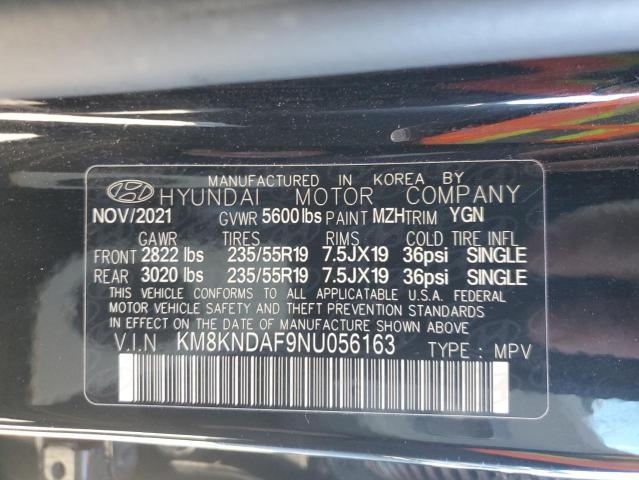 MANUFACTURED IN KOREA BY
HYUNDAI MOTOR COMPANY
NOV/2021 GVWR 5600lbs PAINT MZH TRIM YGN
GAWR TIRES RIMS COLD TIRE INFL
FRONT 2822 lbs 235/55R19 7.5JX19 36psi SINGLE
REAR 3020 lbs 235/55R19 7.5JX19 36psi SINGLE
THIS VEHICLE CONFORMS TO ALL APPLICABLE U.S.A. FEDERAL
MOTOR VEHICLE SAFETY AND THEFT PREVENTION STANDARDS
IN EFFECT ON THE DATE OF MANUFACTURE SHOWN ABOVE.
V.I.N KM8KNDAF9NU056163 TYPE : MPV